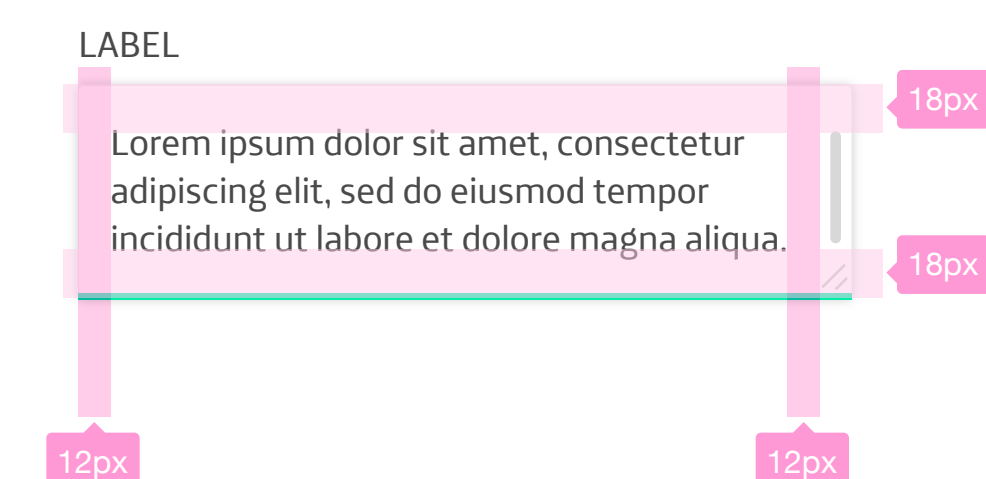 LABEL
18px
Lorem ipsum dolor sit amet, consectetur
adipiscing elit, sed do eiusmod tempor
incididunt ut labore et dolore magna aliqua.
18px
12px
12px